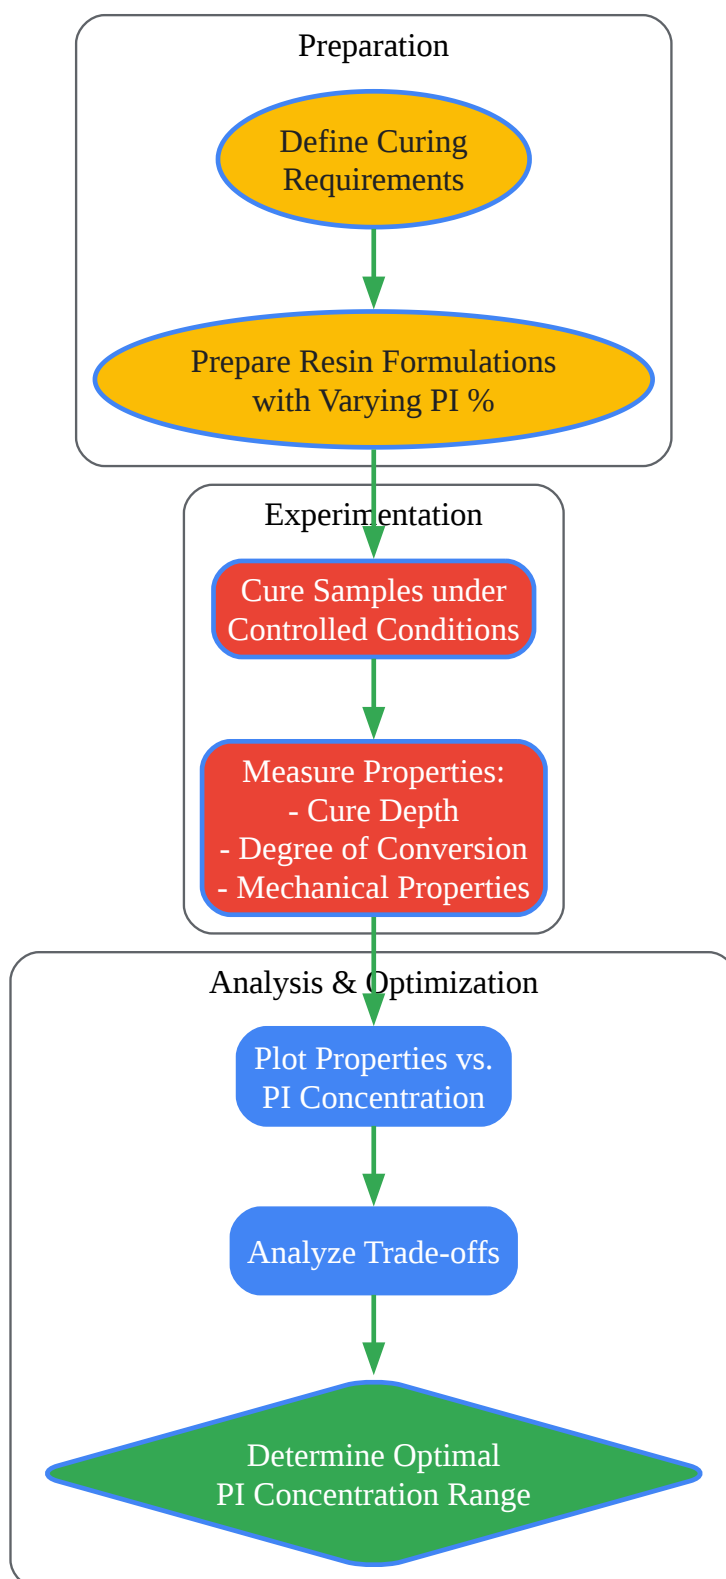 Preparation
Define Curing
Requirements
Prepare Resin Formulations
with Varying PI %
Experimentation
Cure Samples under
Controlled Conditions
Measure Properties:
- Cure Depth
- Degree of Conversion
- Mechanical Properties
Analysis & Optimization
Plot Properties vs.
PI Concentration
Analyze Trade-offs
Determine Optimal
PI Concentration Range